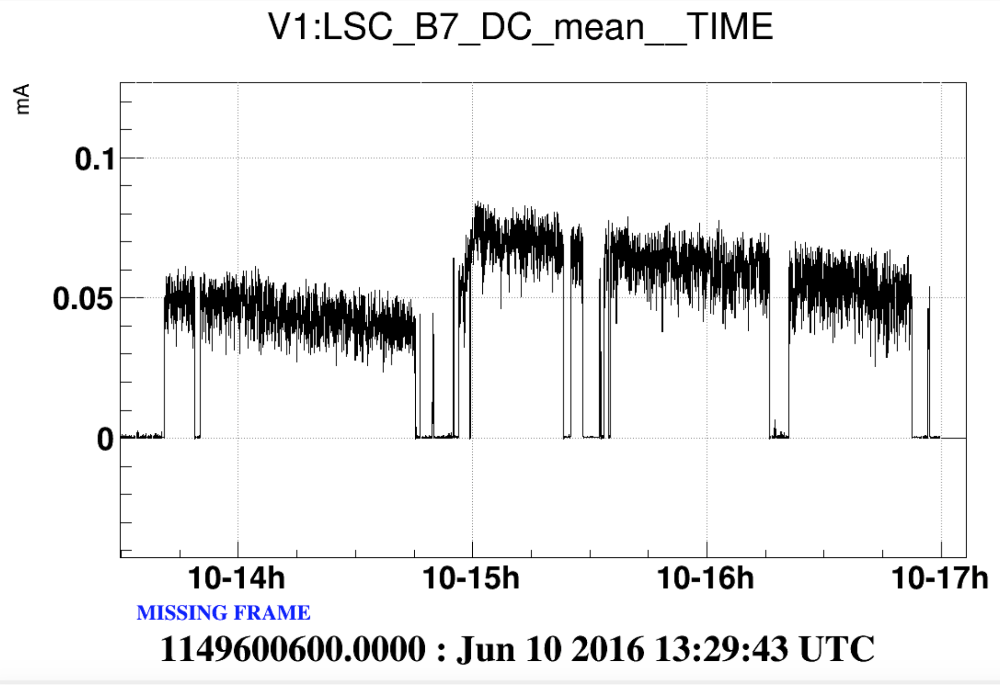 V1:LSC_B7_DC_mean__TIME
mA
0.1
0.05
0
10-14h 10-15h 10-16h 10-17h
MISSING FRAME
1149600600.0000 : Jun 10 2016 13:29:43 UTC